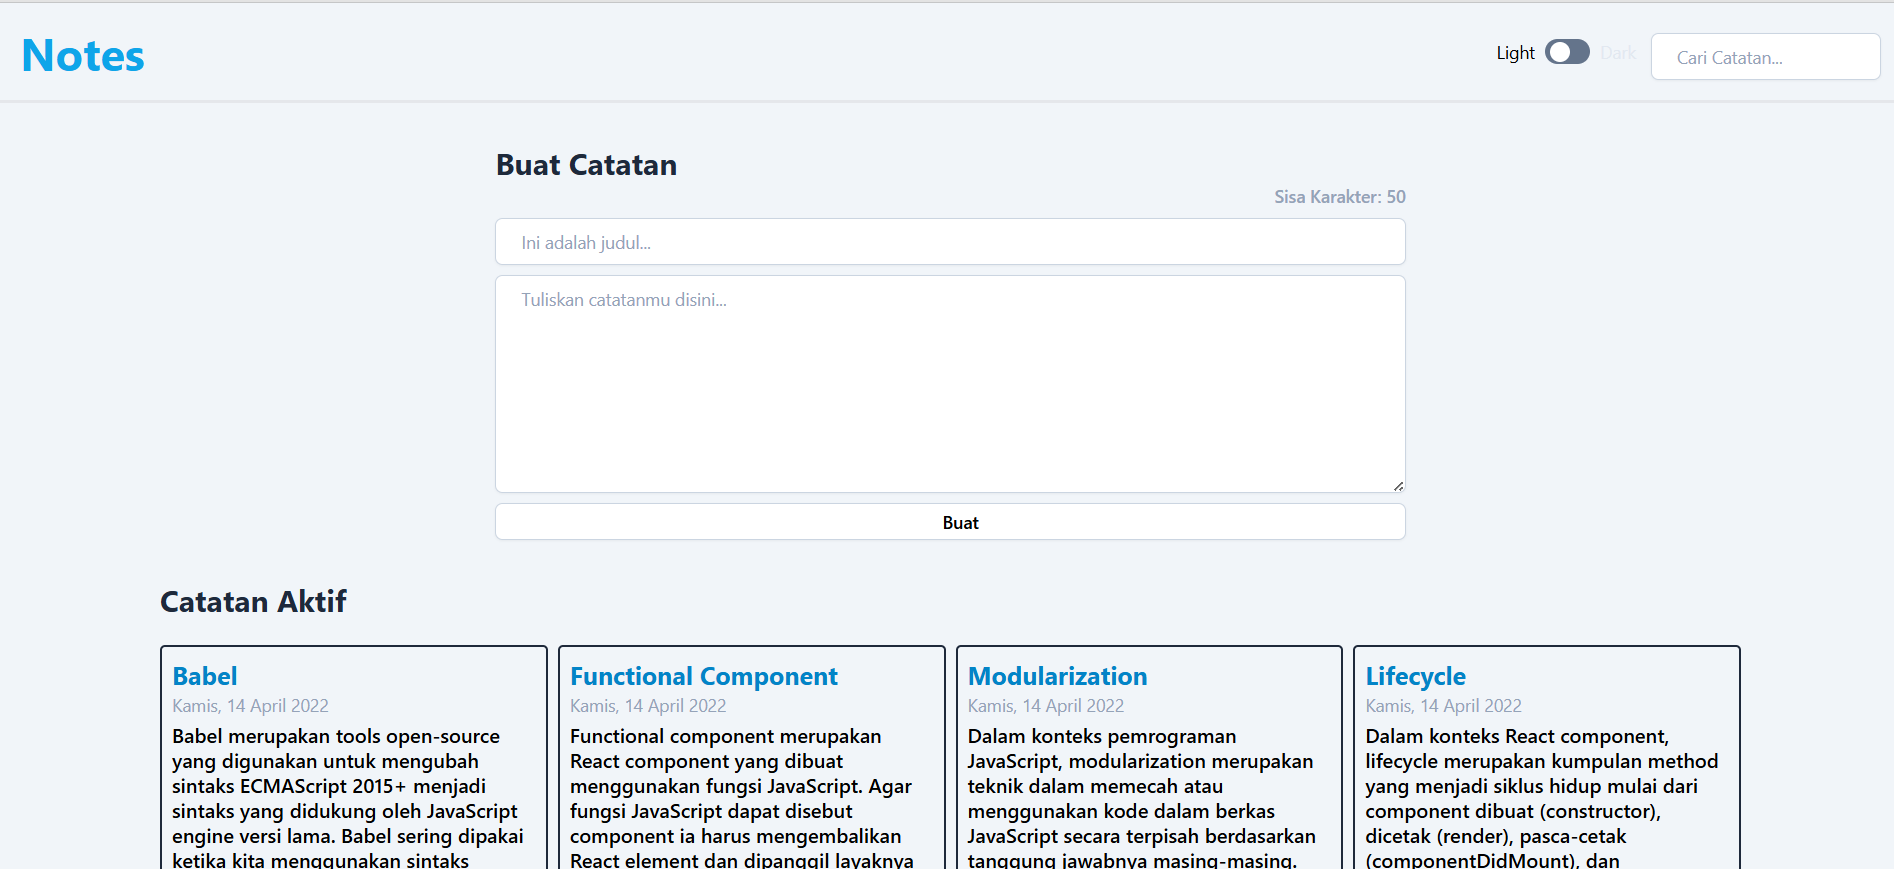 Notes
Light
Dark
Cari Catatan...
Buat Catatan
Sisa Karakter: 50
Ini adalah judul...
Tuliskan catatanmu disini...
Buat
Catatan Aktif
Babel
Kamis, 14 April 2022
Babel merupakan tools open-source
yang digunakan untuk mengubah
sintaks ECMAScript 2015+ menjadi
sintaks yang didukung oleh JavaScript
engine versi lama. Babel sering dipakai
ketika kita menggunakan sintaks
Functional Component
Kamis, 14 April 2022
Functional component merupakan
React component yang dibuat
menggunakan fungsi JavaScript. Agar
fungsi JavaScript dapat disebut
component ia harus mengembalikan
React element dan dipanggil layaknya
Modularization
Kamis, 14 April 2022
Dalam konteks pemrograman
JavaScript, modularization merupakan
teknik dalam memecah atau
menggunakan kode dalam berkas
JavaScript secara terpisah berdasarkan
tanggung jawabnya masing-masing.
Lifecycle
Kamis, 14 April 2022
Dalam konteks React component,
lifecycle merupakan kumpulan method
yang menjadi siklus hidup mulai dari
component dibuat (constructor),
dicetak (render), pasca-cetak
(componentDidMount), dan